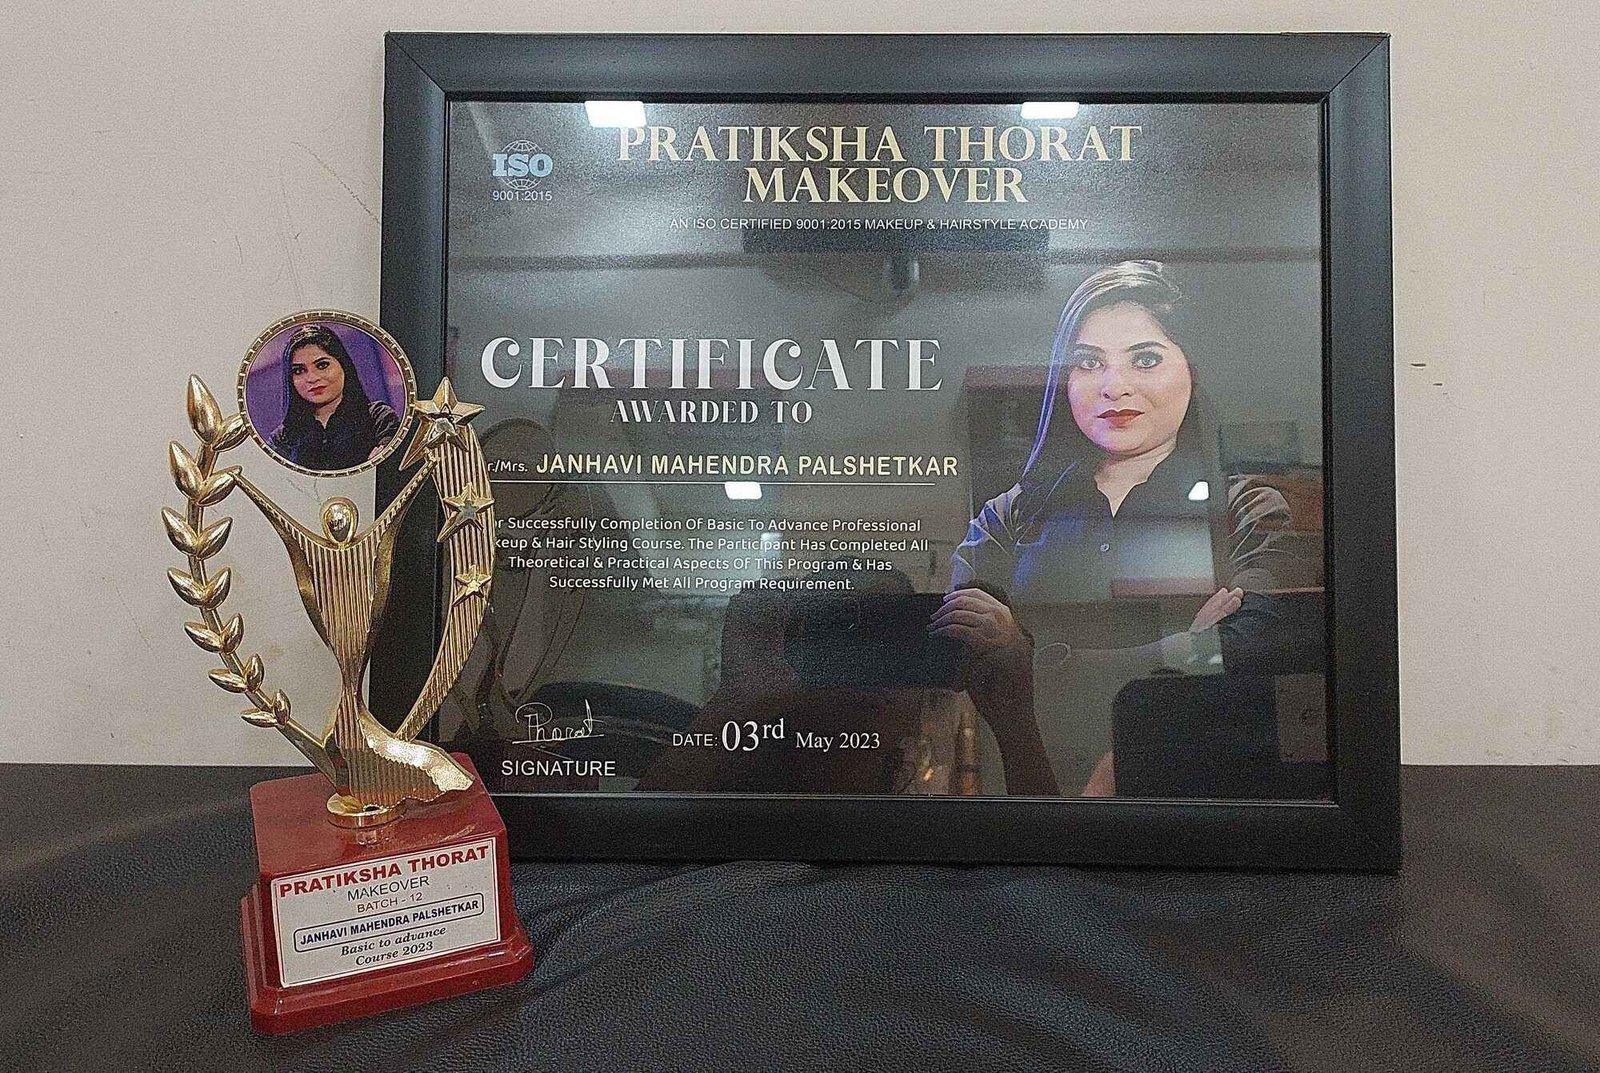 ISO
9001:2015
PRATIKSHA THORAT
MAKEOVER
AN ISO CERTIFIED 9001:2015 MAKEUP & HAIRSTYLE ACADEMY
CERTIFICATE
AWARDED TO
r./Mrs. JANHAVI MAHENDRA PALSHETKAR
r Successfully Completion Of Basic To Advance Professional
keup & Hair Styling Course. The Participant Has Completed All
Theoretical & Practical Aspects Of This Program & Has
Successfully Met All Program Requirement.
Thorat
SIGNATURE
DATE: 03rd May 2023
PRATIKSHA THORAT
MAKEOVER
BATCH - 12
JANHAVI MAHENDRA PALSHETKAR
Basic to advance
Course 2023